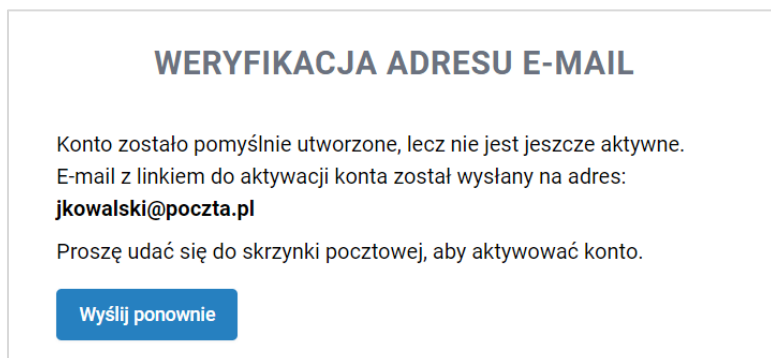 WERYFIKACJA ADRESU E-MAIL
Konto zostało pomyślnie utworzone, lecz nie jest jeszcze aktywne.
E-mail z linkiem do aktywacji konta został wysłany na adres:
jkowalski@poczta.pl
Proszę udać się do skrzynki pocztowej, aby aktywować konto.
Wyślij ponownie